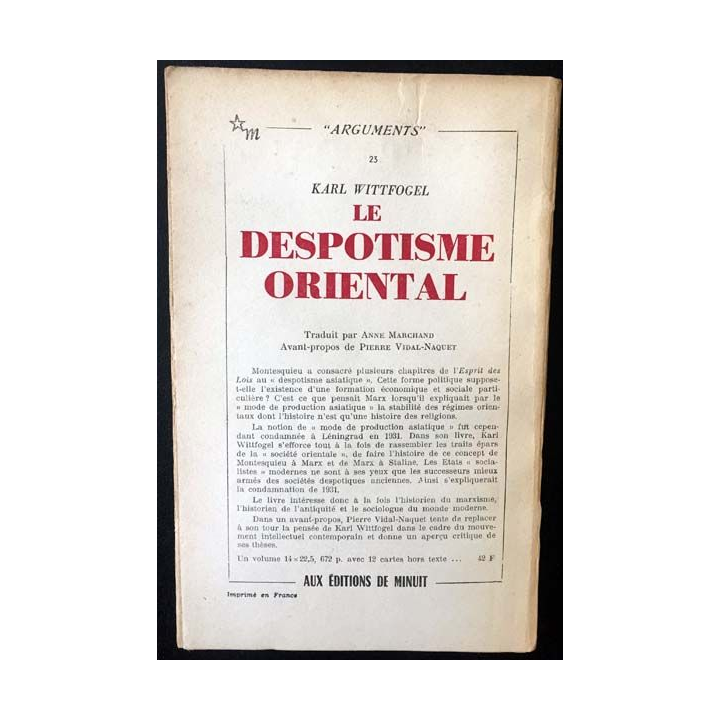 m
"ARGUMENTS"
23
KARL WITTFOGEL
LE
DESPOTISME
ORIENTAL
Traduit par ANNE MARCHAND
Avant-propos de PIERRE VIDAL-NAQUET
Montesquieu a consacré plusieurs chapitres de l'Esprit des
Lois au « despotisme asiatique ». Cette forme politique suppose-
t-elle l'existence d'une formation économique et sociale parti-
culière ? C'est ce que pensait Marx lorsqu'il expliquait par le
« mode de production asiatique » la stabilité des régimes orien-
taux dont l'histoire n'est qu'une histoire des religions.
La notion de « mode de production asiatique » fut cepen-
dant condamnée à Léningrad en 1931. Dans son livre, Karl
Wittfogel s'efforce tout à la fois de rassembler les traits épars
de la « société orientale », de faire l'histoire de ce concept de
Montesquieu à Marx et de Marx à Staline. Les Etats « socia-
listes » modernes ne sont à ses yeux que les successeurs mieux
armés des sociétés despotiques anciennes. Ainsi s'expliquerait
la condamnation de 1931.
Le livre intéresse donc à la fois l'historien du marxisme,
l'historien de l'antiquité et le sociologue du monde moderne.
Dans un avant-propos, Pierre Vidal-Naquet tente de replacer
à son tour la pensée de Karl Wittfogel dans le cadre du mouve-
ment intellectuel contemporain et donne un aperçu critique de
ses thèses.
Un volume 14 × 22,5, 672 p. avec 12 cartes hors texte ... 42 F
AUX ÉDITIONS DE MINUIT
Imprimé en France